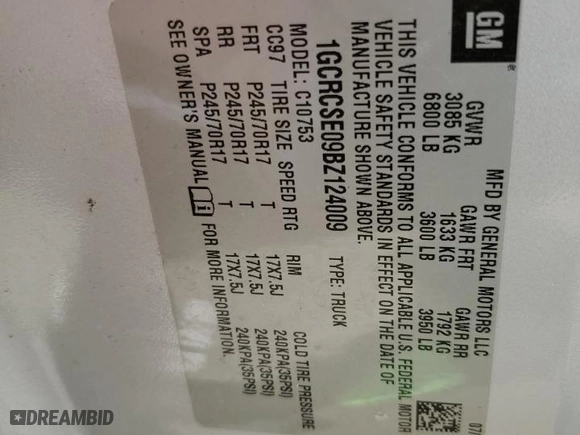 GM
®
MFD BY GENERAL MOTORS LLC 07/
GVWR GAWR FRT GAWR RR
3085 KG 1633 KG 1792 KG
6800 LB 3600 LB 3950 LB
THIS VEHICLE CONFORMS TO ALL APPLICABLE U.S. FEDERAL MOTOR
VEHICLE SAFETY STANDARDS IN EFFECT ON THE DATE OF
MANUFACTURE SHOWN ABOVE.
1GCRCSE09BZ124009 TYPE: TRUCK
MODEL: C10753
CC97 TIRE SIZE SPEED RTG RIM COLD TIRE PRESSURE
FRT P245/70R17 T 17X7.5J 240KPA(35PSI)
RR P245/70R17 T 17X7.5J 240KPA(35PSI)
SPA P245/70R17 T 17X7.5J 240KPA(35PSI)
SEE OWNER'S MANUAL i FOR MORE INFORMATION.
DREAMBID